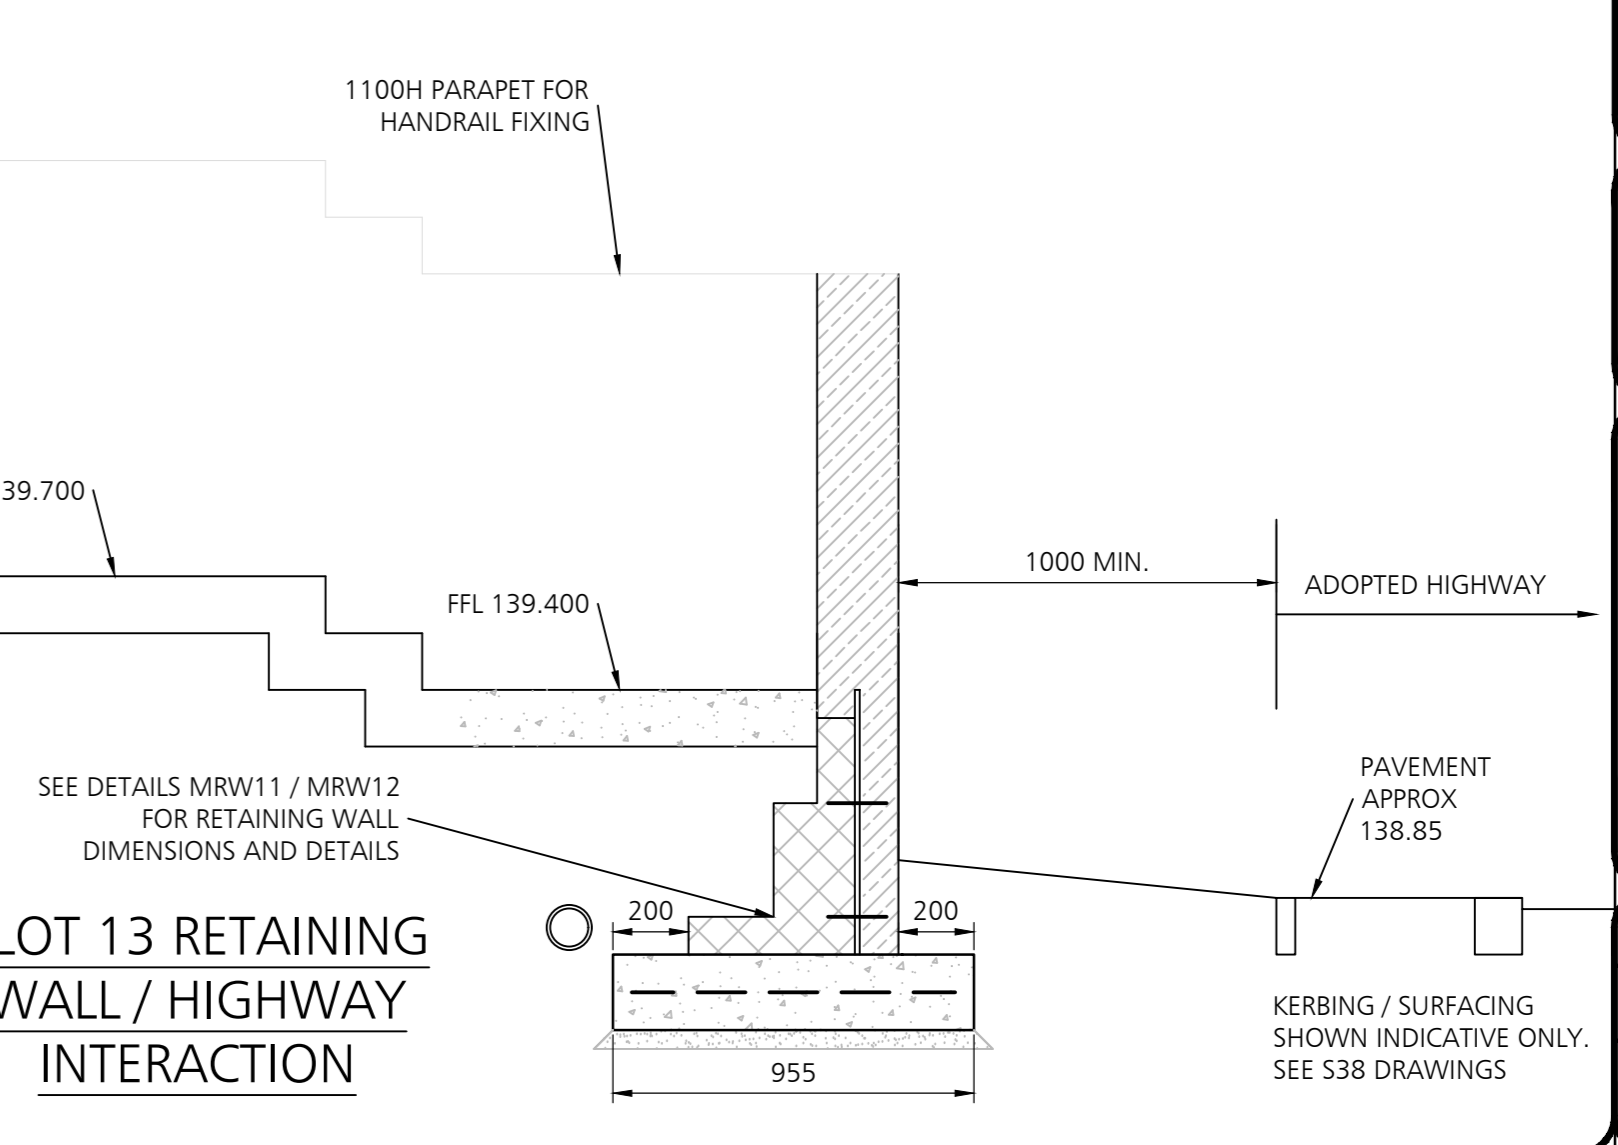 1100H PARAPET FOR
HANDRAIL FIXING
39.700
FFL 139.400
1000 MIN.
ADOPTED HIGHWAY
SEE DETAILS MRW11 / MRW12
FOR RETAINING WALL
DIMENSIONS AND DETAILS
PAVEMENT
APPROX
138.85
200
200
LOT 13 RETAINING
WALL / HIGHWAY
INTERACTION
955
KERBING / SURFACING
SHOWN INDICATIVE ONLY.
SEE S38 DRAWINGS